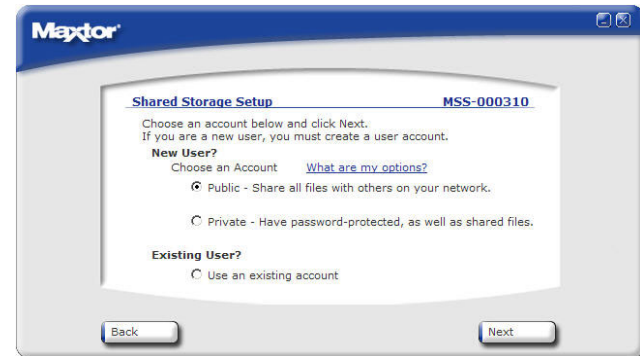 Maxtor
Shared Storage Setup MSS-000310
Choose an account below and click Next.
If you are a new user, you must create a user account.
New User?
Choose an Account What are my options?
Public - Share all files with others on your network.
Private - Have password-protected, as well as shared files.
Existing User?
Use an existing account
Back Next